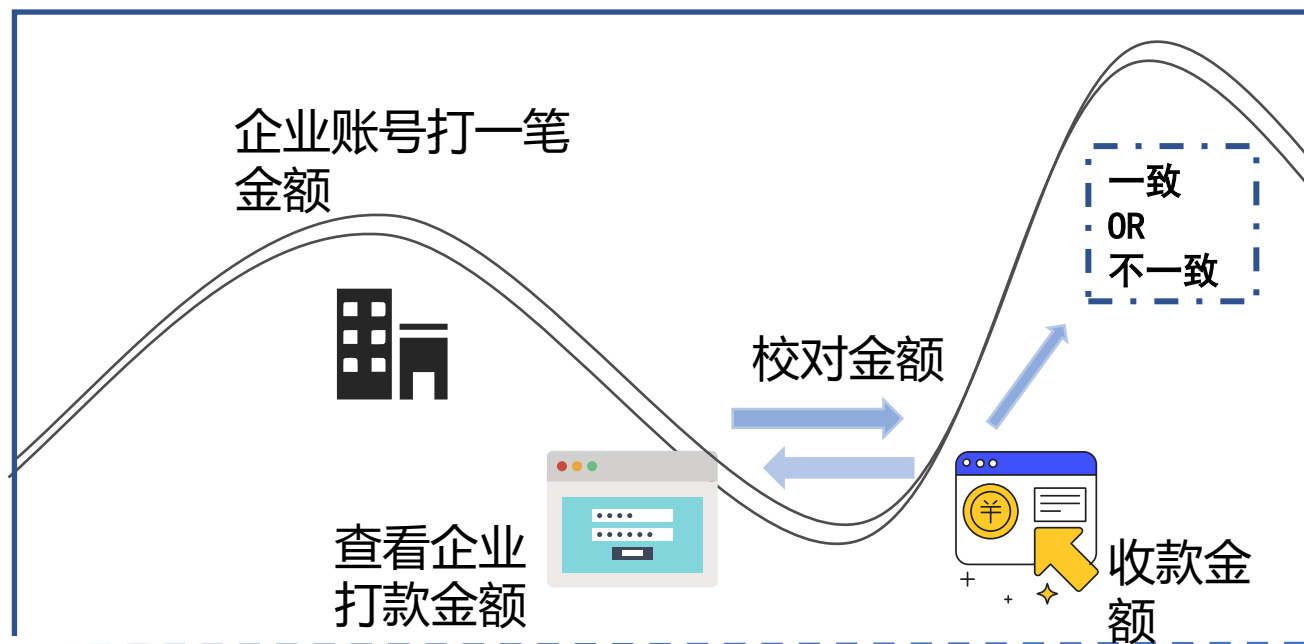 企业账号打一笔
金额
一致
OR
不一致
校对金额
查看企业
打款金额
收款金
额